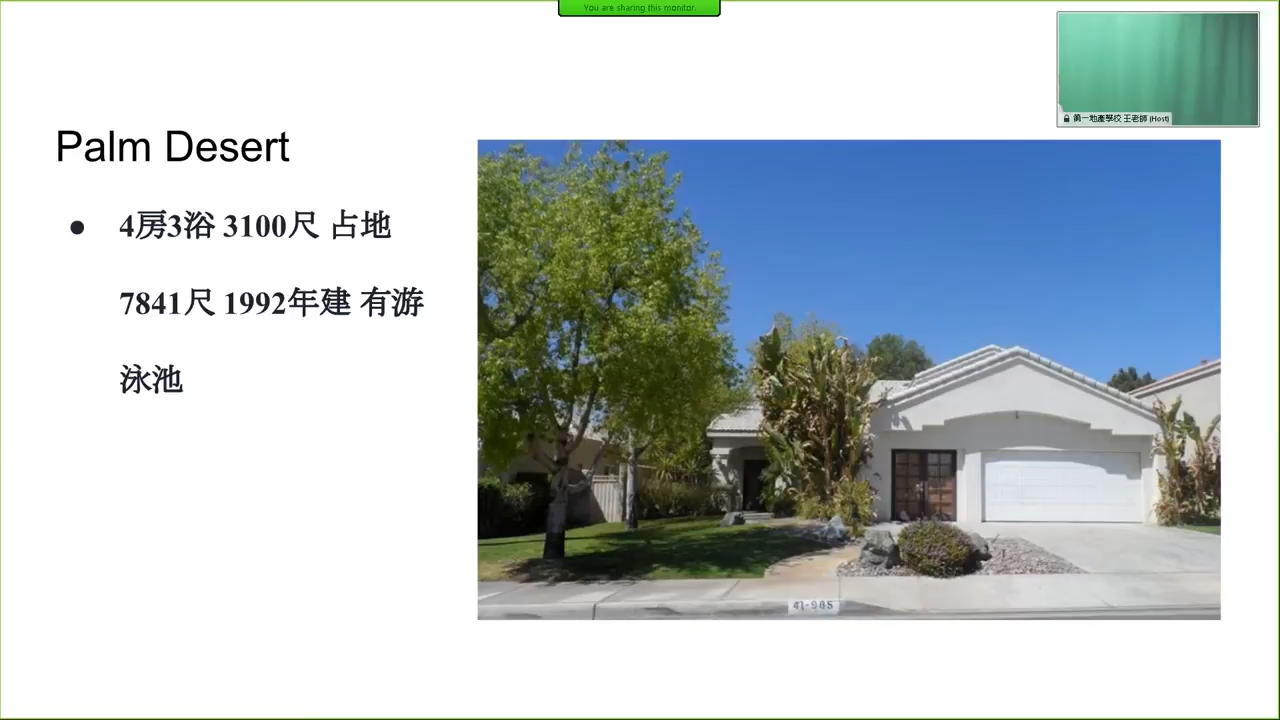 You are sharing this monitor.
第一地產學校 王老師 (Host)
Palm Desert
● 4房3浴 3100尺 占地
7841尺 1992年建 有游
泳池
41-985